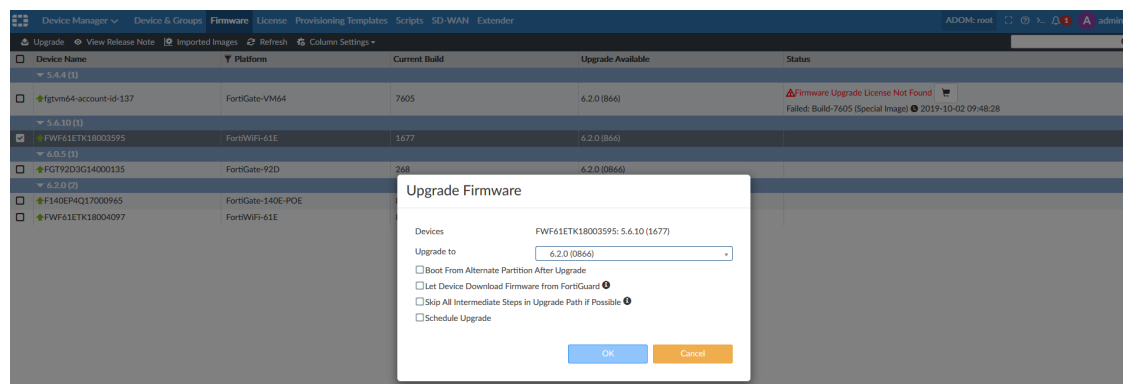 Device Manager Device & Groups Firmware License Provisioning Templates Scripts SD-WAN Extender ADOM: root 1 A admin
Upgrade View Release Note Imported Images Refresh Column Settings
Device Name Platform Current Build Upgrade Available Status
5.4.4 (1)
fgtvm64-account-id-137 FortiGate-VM64 7605 6.2.0 (866) Firmware Upgrade License Not Found
Failed: Build-7605 (Special Image) 2019-10-02 09:48:28
5.6.10 (1)
FWF61ETK18003595 FortiWiFi-61E 1677 6.2.0 (866)
6.0.5 (1)
FGT92D3G14000135 FortiGate-92D 268 6.2.0 (0866)
6.2.0 (2)
F140EP4Q17000965 FortiGate-140E-POE
FWF61ETK18004097 FortiWiFi-61E
Upgrade Firmware
Devices FWF61ETK18003595: 5.6.10 (1677)
Upgrade to 6.2.0 (0866)
Boot From Alternate Partition After Upgrade
Let Device Download Firmware from FortiGuard
Skip All Intermediate Steps in Upgrade Path if Possible
Schedule Upgrade
OK Cancel